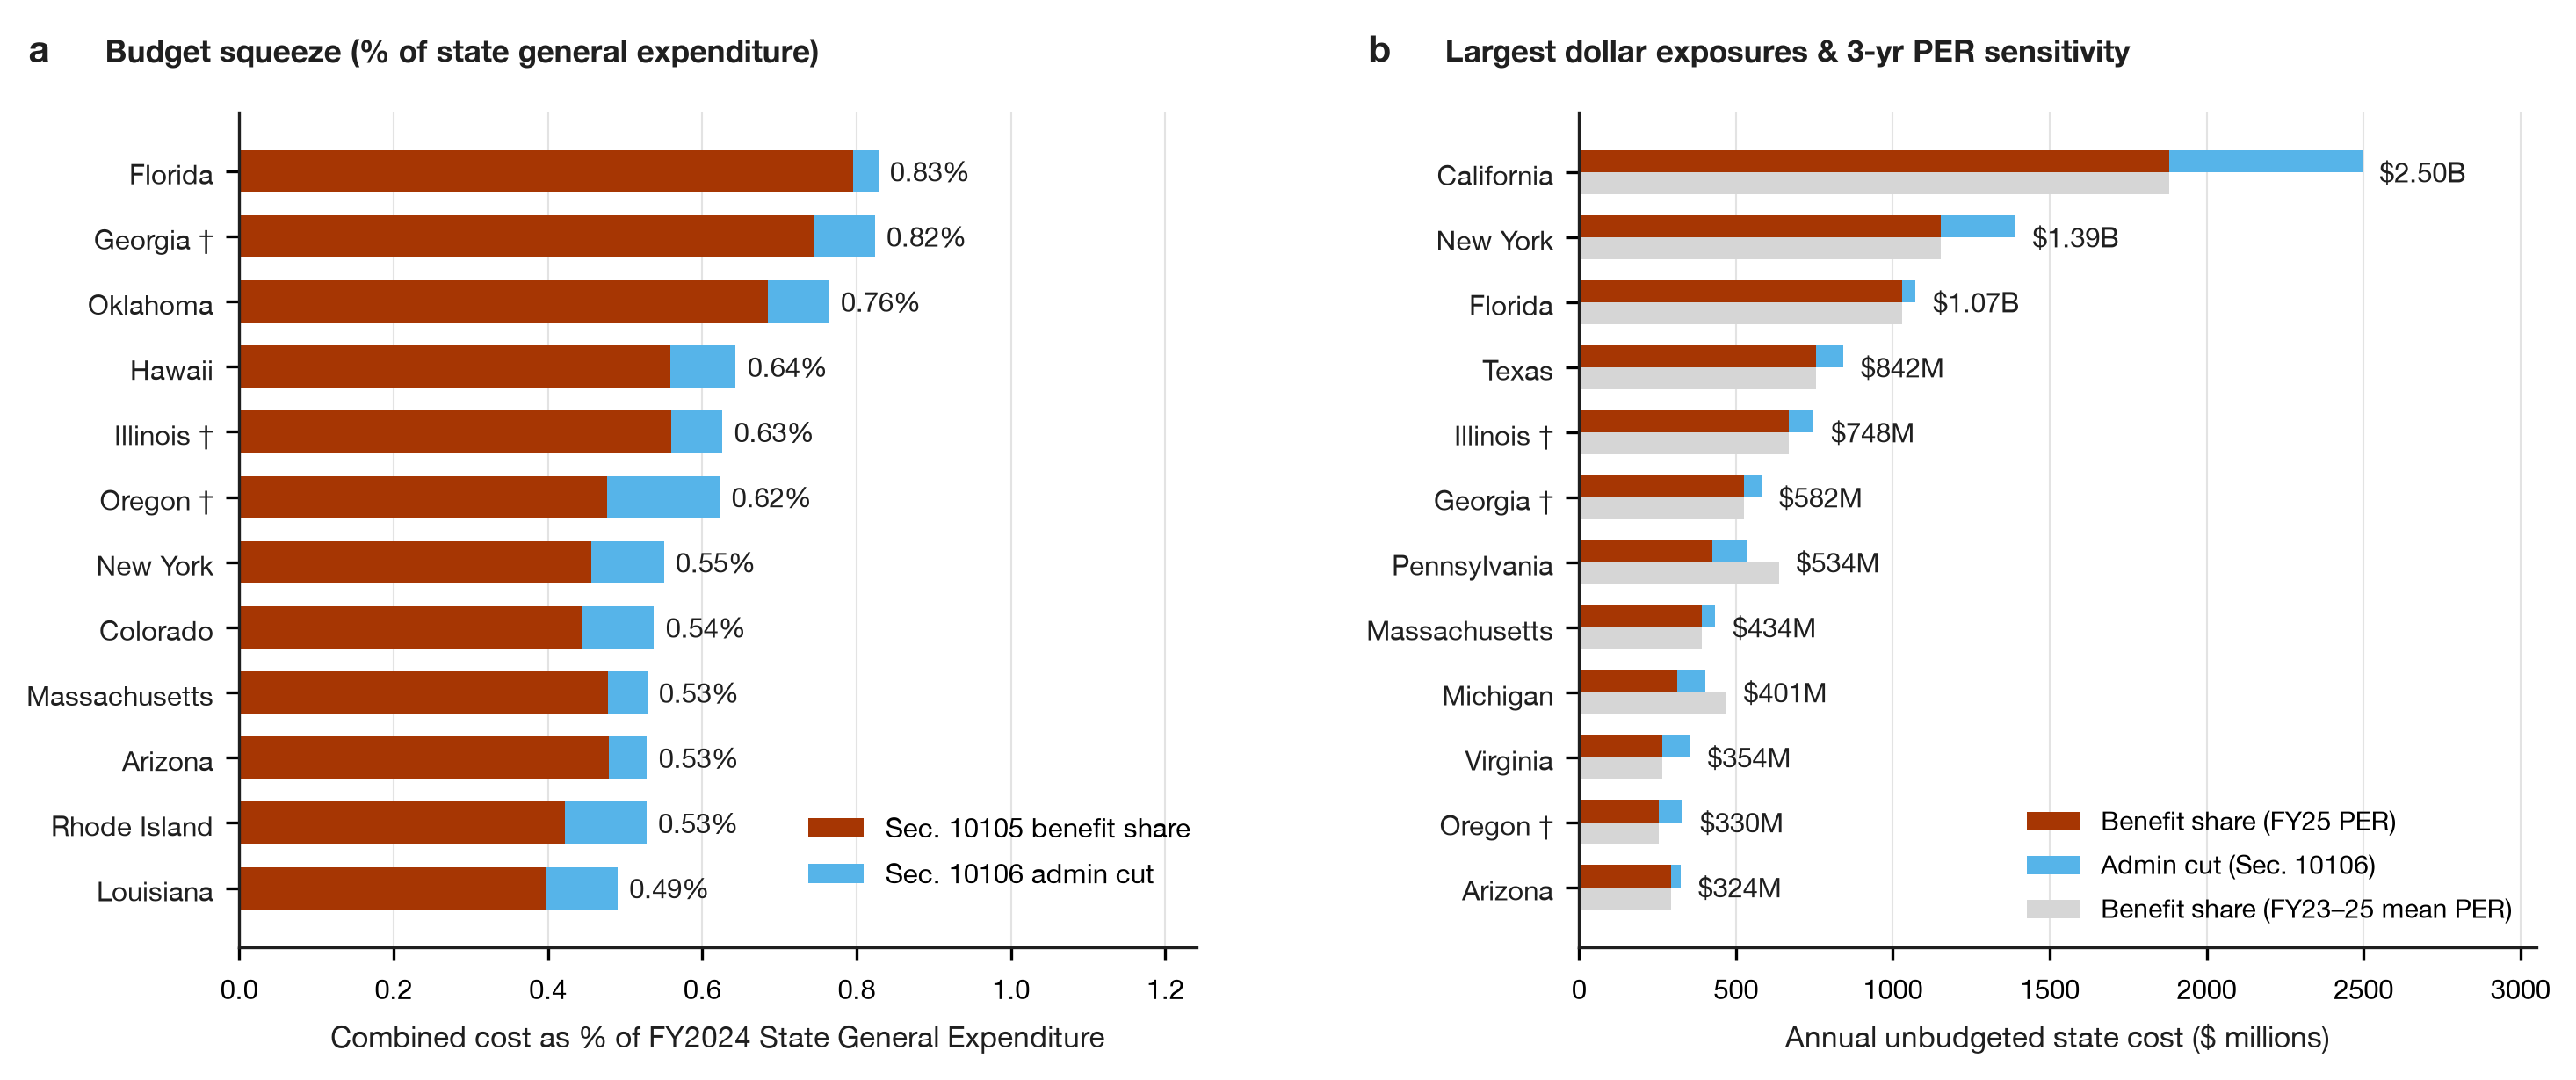 a Budget squeeze (% of state general expenditure)
Florida 0.83%
Georgia † 0.82%
Oklahoma 0.76%
Hawaii 0.64%
Illinois † 0.63%
Oregon † 0.62%
New York 0.55%
Colorado 0.54%
Massachusetts 0.53%
Arizona 0.53%
Rhode Island 0.53%
Louisiana 0.49%
Sec. 10105 benefit share
Sec. 10106 admin cut
0.0 0.2 0.4 0.6 0.8 1.0 1.2
Combined cost as % of FY2024 State General Expenditure
b Largest dollar exposures & 3-yr PER sensitivity
California $2.50B
New York $1.39B
Florida $1.07B
Texas $842M
Illinois † $748M
Georgia † $582M
Pennsylvania $534M
Massachusetts $434M
Michigan $401M
Virginia $354M
Oregon † $330M
Arizona $324M
Benefit share (FY25 PER)
Admin cut (Sec. 10106)
Benefit share (FY23–25 mean PER)
0 500 1000 1500 2000 2500 3000
Annual unbudgeted state cost ($ millions)